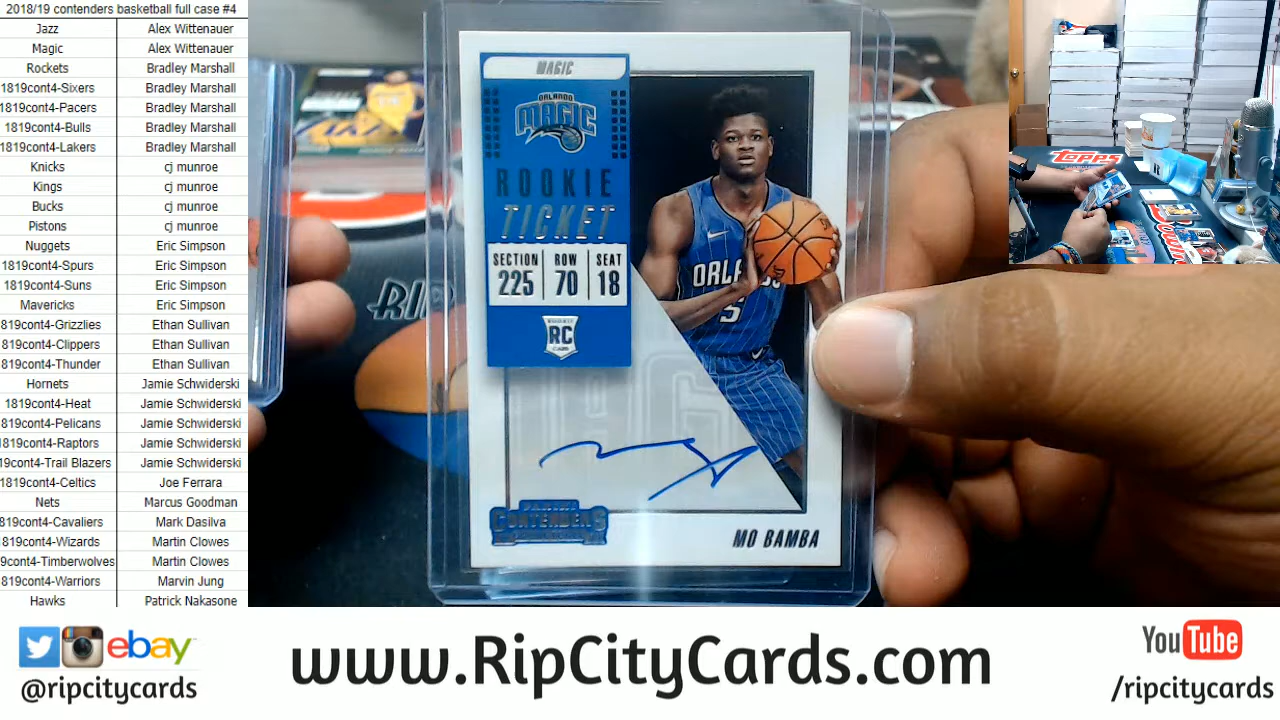 2018/19 contenders basketball full case #4
Jazz Alex Wittenauer
Magic Alex Wittenauer
Rockets Bradley Marshall
1819cont4-Sixers Bradley Marshall
1819cont4-Pacers Bradley Marshall
1819cont4-Bulls Bradley Marshall
1819cont4-Lakers Bradley Marshall
Knicks cj munroe
Kings cj munroe
Bucks cj munroe
Pistons cj munroe
Nuggets Eric Simpson
1819cont4-Spurs Eric Simpson
1819cont4-Suns Eric Simpson
Mavericks Eric Simpson
819cont4-Grizzlies Ethan Sullivan
819cont4-Clippers Ethan Sullivan
819cont4-Thunder Ethan Sullivan
Hornets Jamie Schwiderski
1819cont4-Heat Jamie Schwiderski
819cont4-Pelicans Jamie Schwiderski
819cont4-Raptors Jamie Schwiderski
19cont4-Trail Blazers Jamie Schwiderski
1819cont4-Celtics Joe Ferrara
Nets Marcus Goodman
819cont4-Cavaliers Mark Dasilva
819cont4-Wizards Martin Clowes
9cont4-Timberwolves Martin Clowes
819cont4-Warriors Marvin Jung
Hawks Patrick Nakasone
MAGIC
ORLANDO
MAGIC
ROOKIE
TICKET
SECTION ROW SEAT
225 70 18
RC
ORL
5
PANINI
CONTENDERS
MO BAMBA
RIP
Topps
ebay
@ripcitycards
www.RipCityCards.com
YouTube
/ripcitycards